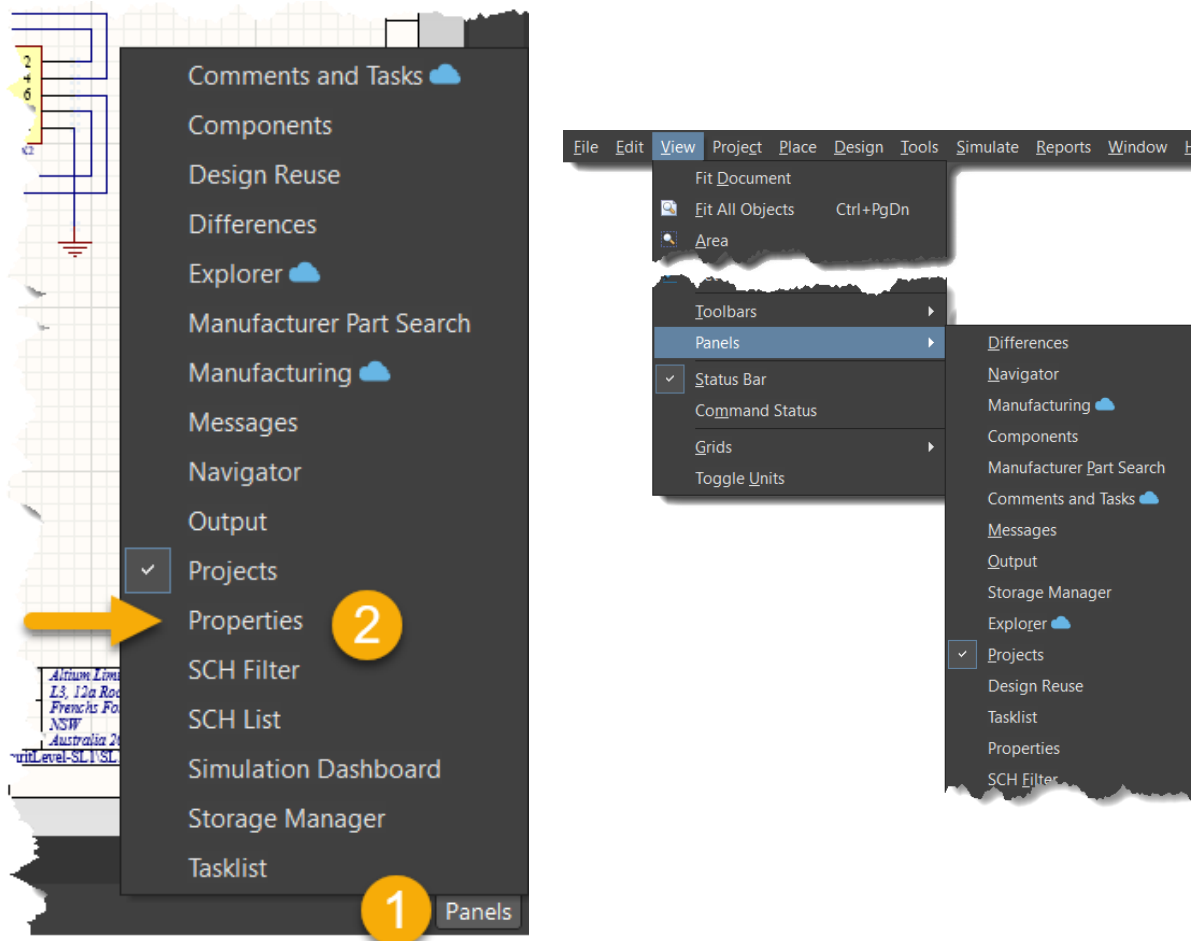 2
4
6
Comments and Tasks
Components
Design Reuse
Differences
Explorer
Manufacturer Part Search
Manufacturing
Messages
Navigator
Output
Projects
Properties
2
SCH Filter
SCH List
Simulation Dashboard
Storage Manager
Tasklist
1
Panels
Altium Limi
L3, 12a Roo
Frenchs Fo
NSW
Australia 2
File Edit View Project Place Design Tools Simulate Reports Window H
Fit Document
Fit All Objects Ctrl+PgDn
Area
Toolbars
Panels
Status Bar
Command Status
Grids
Toggle Units
Differences
Navigator
Manufacturing
Components
Manufacturer Part Search
Comments and Tasks
Messages
Output
Storage Manager
Explorer
Projects
Design Reuse
Tasklist
Properties
SCH Filter